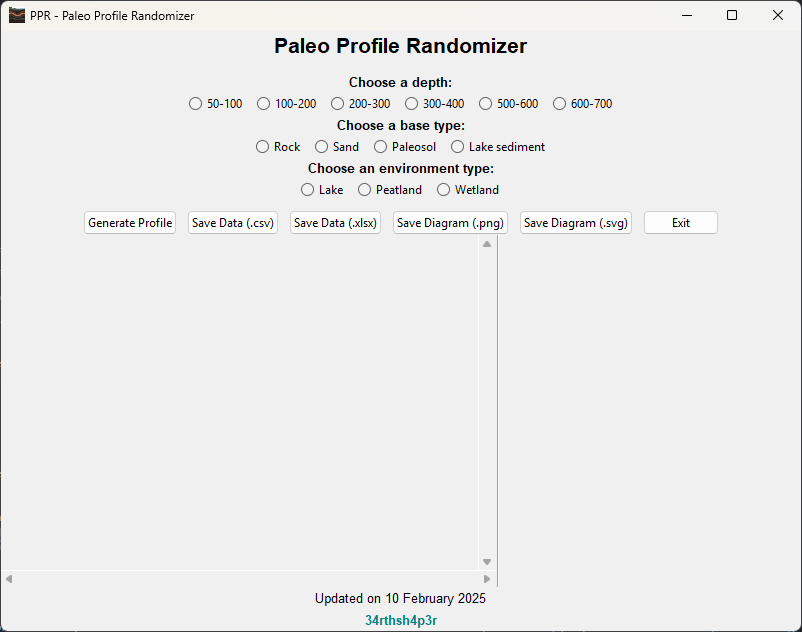 PPR - Paleo Profile Randomizer
Paleo Profile Randomizer
Choose a depth:
50-100 100-200 200-300 300-400 500-600 600-700
Choose a base type:
Rock Sand Paleosol Lake sediment
Choose an environment type:
Lake Peatland Wetland
Generate Profile Save Data (.csv) Save Data (.xlsx) Save Diagram (.png) Save Diagram (.svg) Exit
Updated on 10 February 2025
34rthsh4p3r